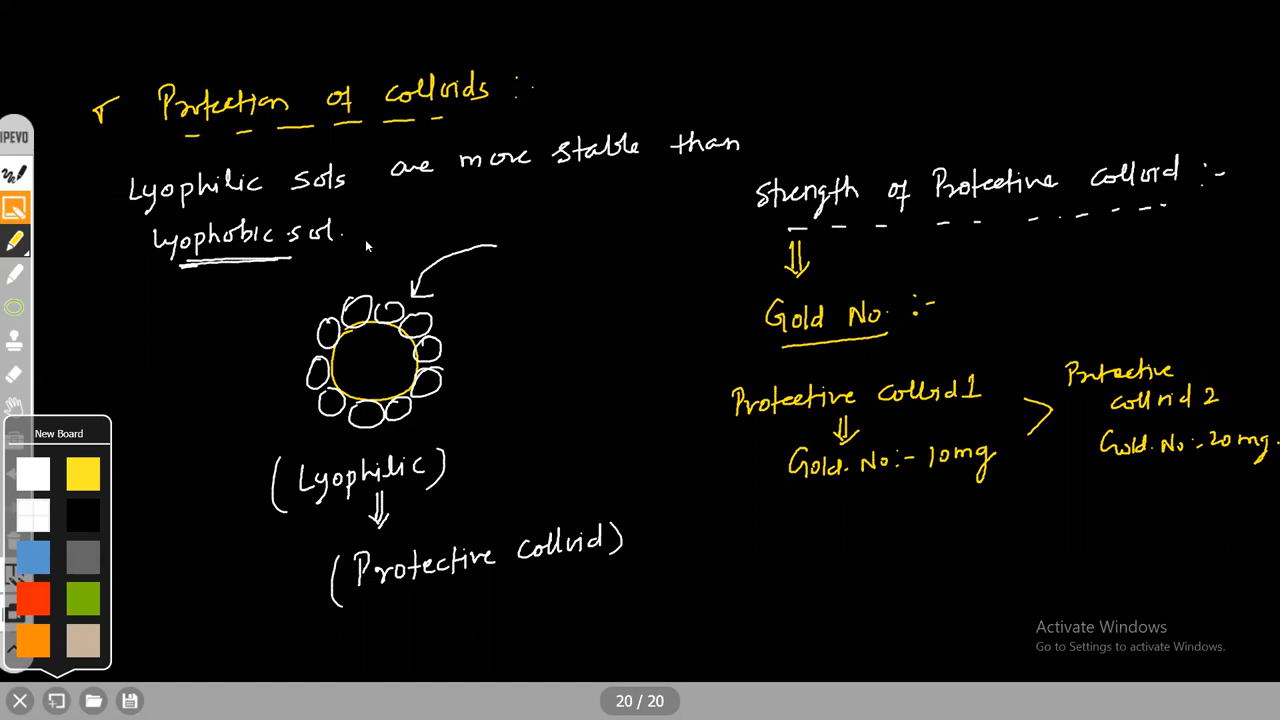 Protection of colloids :-
Lyophilic sols are more stable than
lyophobic sol.
(Lyophilic)
⇓
(Protective colloid)
Strength of Protective colloid :-
⇓
Gold No. :-
Protective colloid 1 > Protective colloid 2
⇓
Gold. No :- 10mg
Gold. No :- 20mg.
IPEVO
New Board
Activate Windows
Go to Settings to activate Windows.
20 / 20